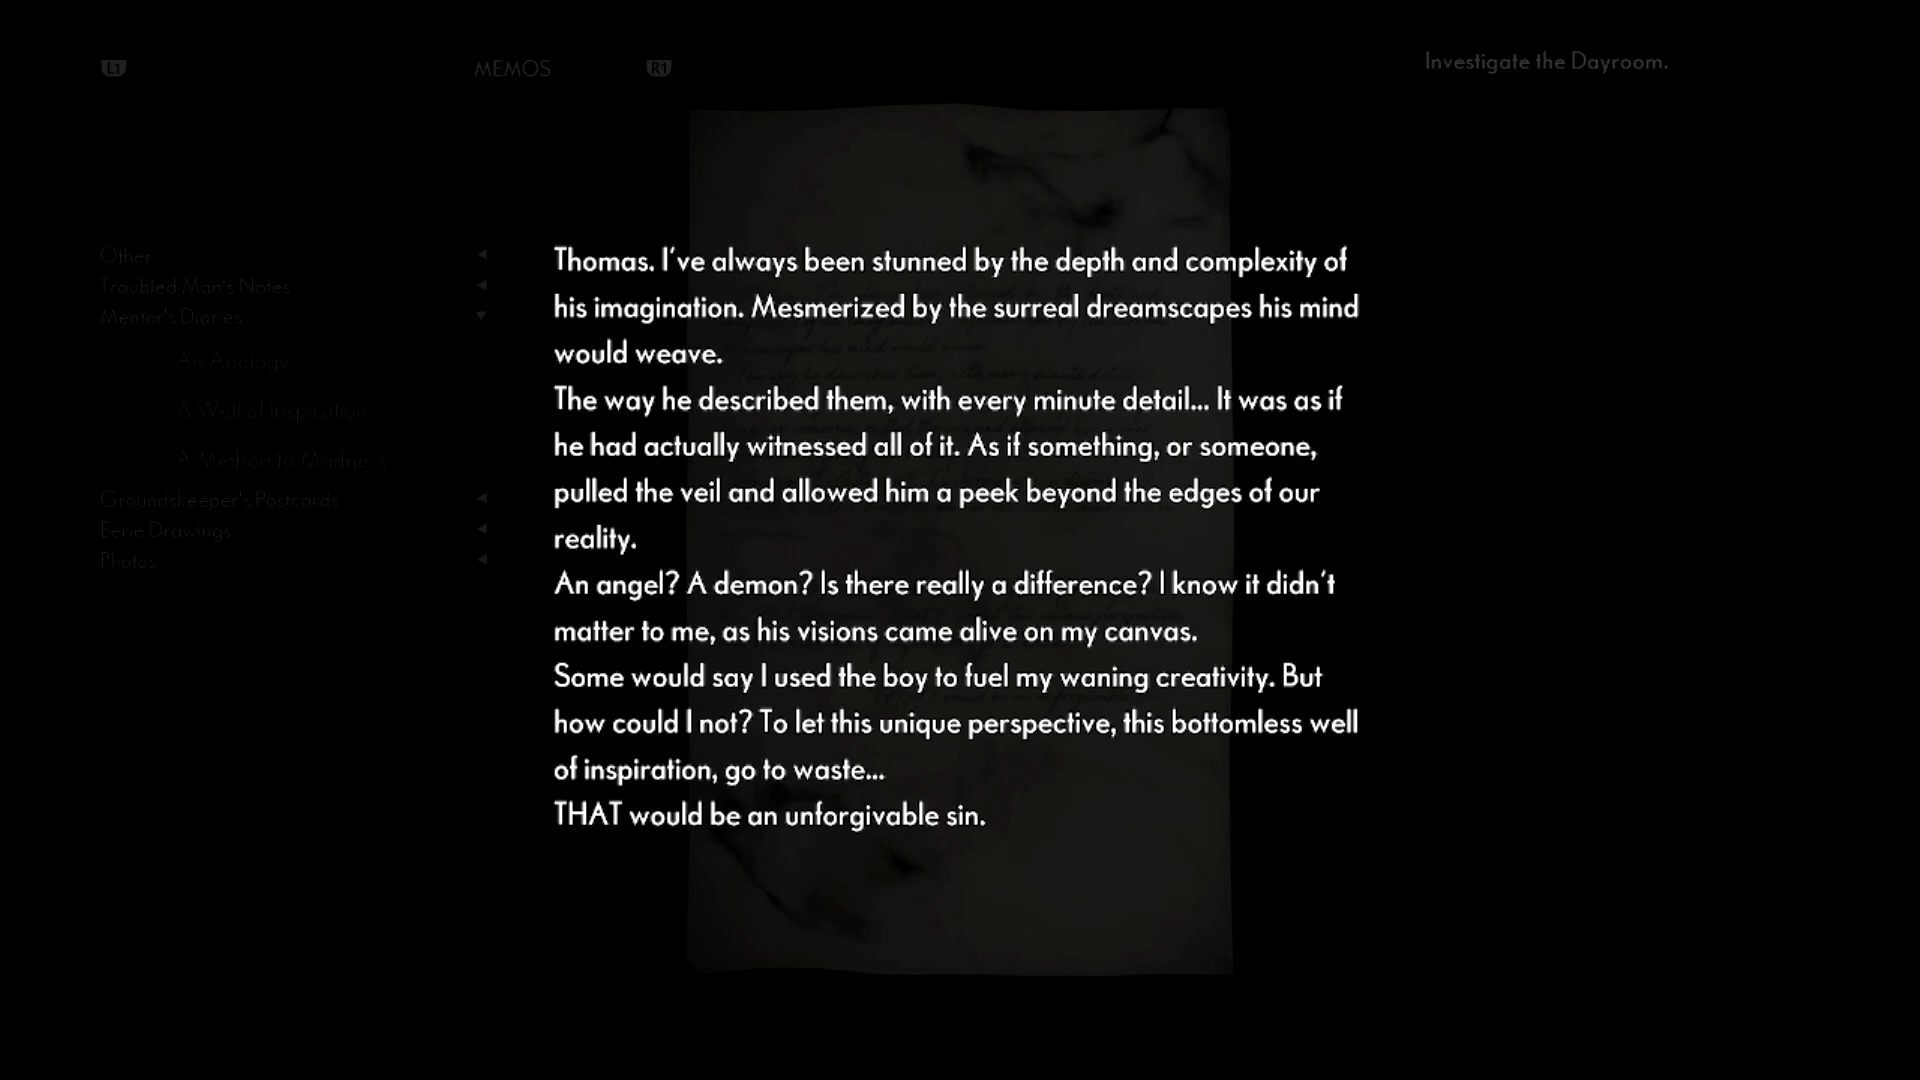 L1
MEMOS
R1
Investigate the Dayroom.
Other
Troubled Man's Notes
Mentor's Diaries
An Apology
A Well of Inspiration
A Method to Madness
Groundskeeper's Postcards
Eerie Drawings
Photos
Thomas. I've always been stunned by the depth and complexity of
his imagination. Mesmerized by the surreal dreamscapes his mind
would weave.
The way he described them, with every minute detail... It was as if
he had actually witnessed all of it. As if something, or someone,
pulled the veil and allowed him a peek beyond the edges of our
reality.
An angel? A demon? Is there really a difference? I know it didn't
matter to me, as his visions came alive on my canvas.
Some would say I used the boy to fuel my waning creativity. But
how could I not? To let this unique perspective, this bottomless well
of inspiration, go to waste...
THAT would be an unforgivable sin.